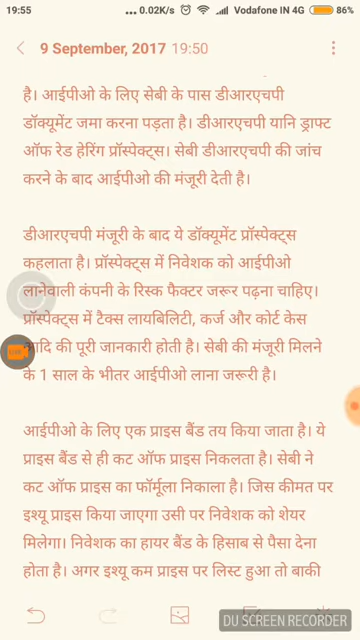 19:55 ...0.02K/s Vodafone IN 4G 86%
9 September, 2017 19:50
है। आईपीओ के लिए सेबी के पास डीआरएचपी
डॉक्यूमेंट जमा करना पड़ता है। डीआरएचपी यानि ड्राफ्ट
ऑफ रेड हेरिंग प्रॉस्पेक्ट्स। सेबी डीआरएचपी की जांच
करने के बाद आईपीओ की मंजूरी देती है।
डीआरएचपी मंजूरी के बाद ये डॉक्यूमेंट प्रॉस्पेक्ट्स
कहलाता है। प्रॉस्पेक्ट्स में निवेशक को आईपीओ
लानेवाली कंपनी के रिस्क फैक्टर जरूर पढ़ना चाहिए।
प्रॉस्पेक्ट्स में टैक्स लायबिलिटी, कर्ज और कोर्ट केस
आदि की पूरी जानकारी होती है। सेबी की मंजूरी मिलने
के 1 साल के भीतर आईपीओ लाना जरूरी है।
आईपीओ के लिए एक प्राइस बैंड तय किया जाता है। ये
प्राइस बैंड से ही कट ऑफ प्राइस निकलता है। सेबी ने
कट ऑफ प्राइस का फॉर्मूला निकाला है। जिस कीमत पर
इश्यू प्राइस किया जाएगा उसी पर निवेशक को शेयर
मिलेगा। निवेशक का हायर बैंड के हिसाब से पैसा देना
होता है। अगर इश्यू कम प्राइस पर लिस्ट हुआ तो बाकी
DU SCREEN RECORDER